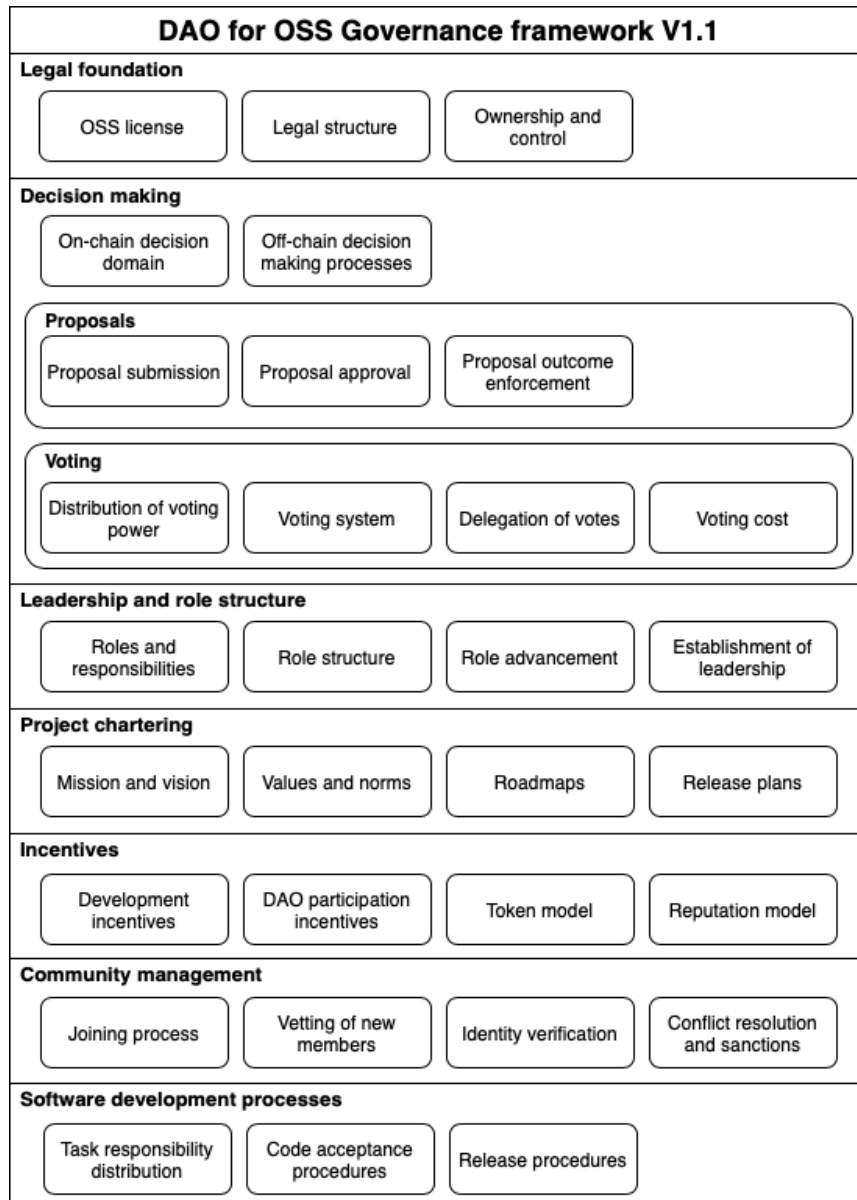 DAO for OSS Governance framework V1.1
Legal foundation
OSS license
Legal structure
Ownership and
control
Decision making
On-chain decision
domain
Off-chain decision
making processes
Proposals
Proposal submission
Proposal approval
Proposal outcome
enforcement
Voting
Distribution of voting
power
Voting system
Delegation of votes
Voting cost
Leadership and role structure
Roles and
responsibilities
Role structure
Role advancement
Establishment of
leadership
Project chartering
Mission and vision
Values and norms
Roadmaps
Release plans
Incentives
Development
incentives
DAO participation
incentives
Token model
Reputation model
Community management
Joining process
Vetting of new
members
Identity verification
Conflict resolution
and sanctions
Software development processes
Task responsibility
distribution
Code acceptance
procedures
Release procedures